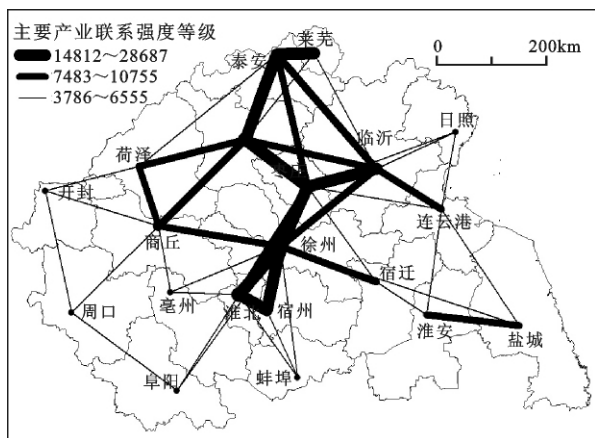 主要产业联系强度等级
14812～28687
7483～10755
3786～6555
0 200km
莱芜
泰安
日照
临沂
荷泽
开封
连云港
商丘
徐州
宿迁
亳州
淮北
宿州
周口
淮安
盐城
阜阳
蚌埠